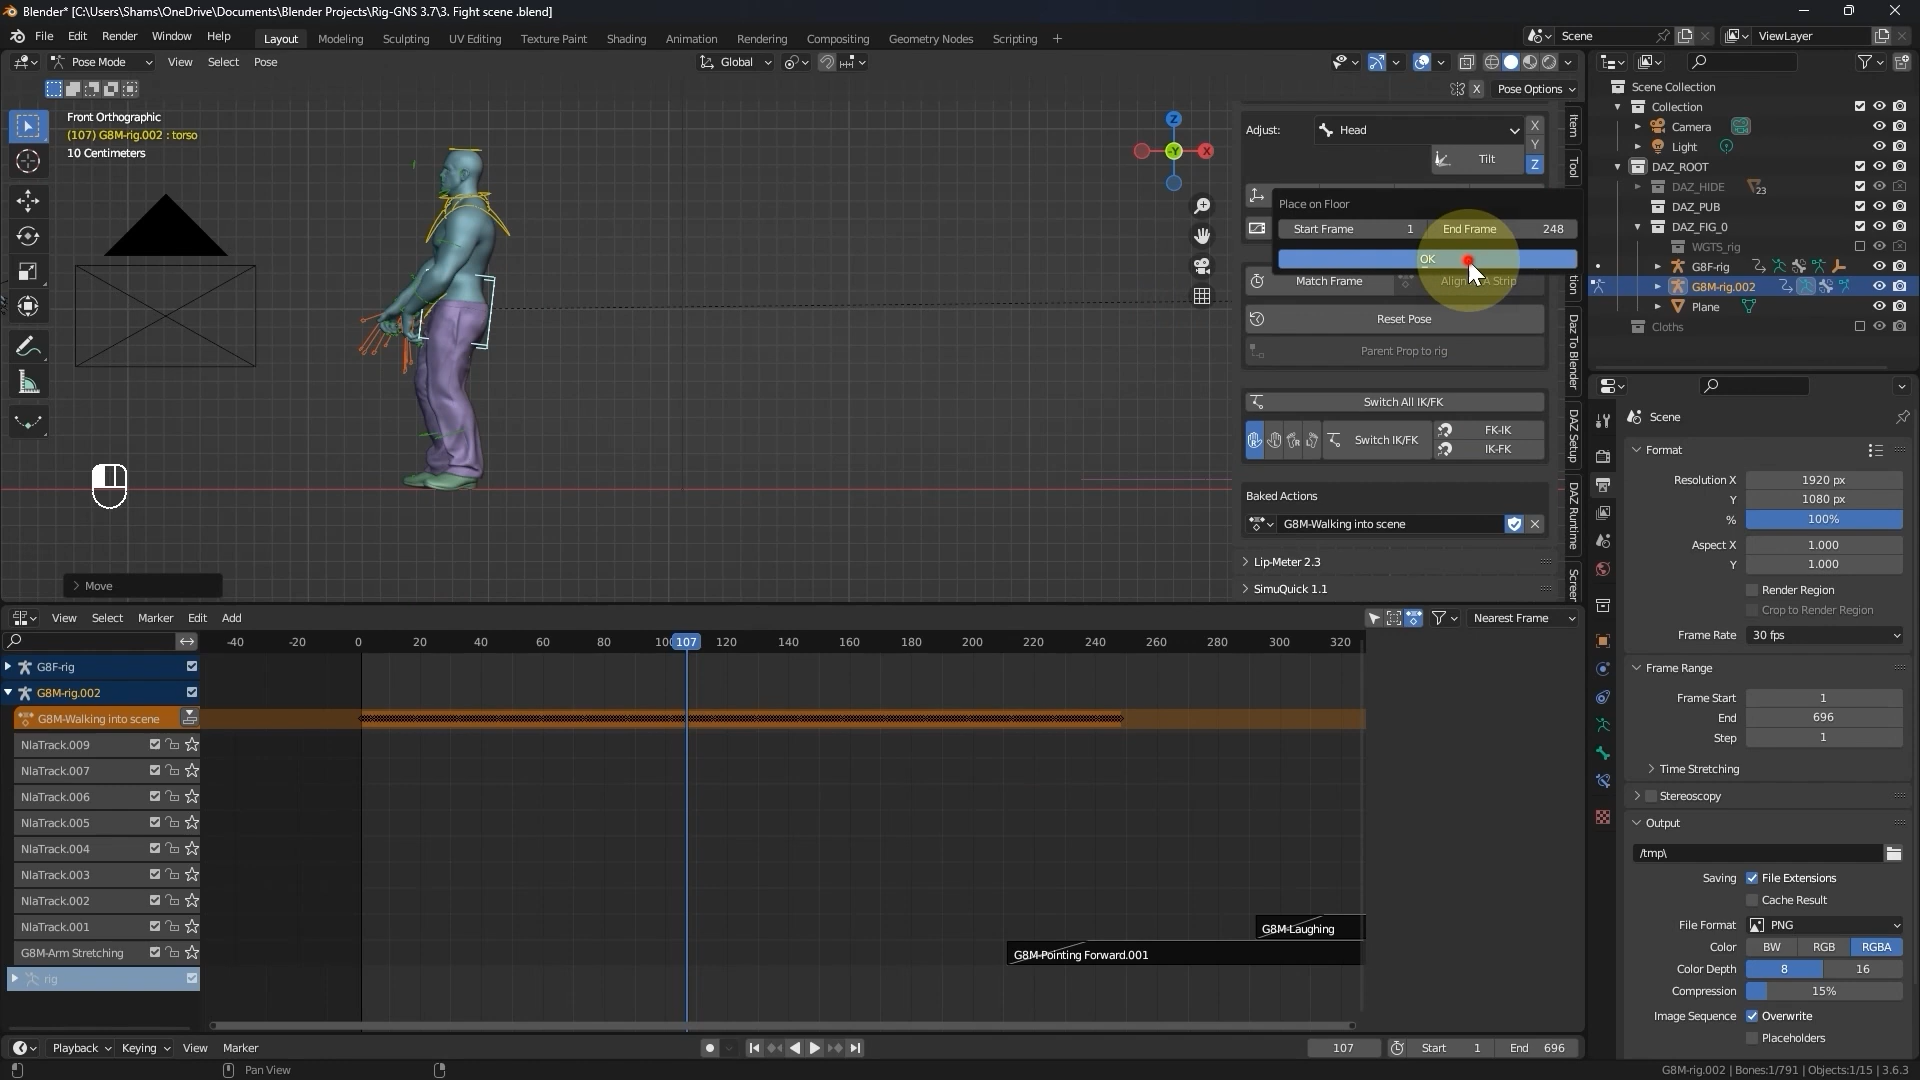 Blender* [C:\Users\Shams\OneDrive\Documents\Blender Projects\Rig-GNS 3.7\3. Fight scene .blend]
File Edit Render Window Help
Layout Modeling Sculpting UV Editing Texture Paint Shading Animation Rendering Compositing Geometry Nodes Scripting +
Scene
ViewLayer
Pose Mode View Select Pose
Global
X Pose Options
Front Orthographic
(107) G8M-rig.002 : torso
10 Centimeters
Z
-Y
X
Adjust: Head
X
Y
Z
Tilt
Place on Floor
Start Frame 1 End Frame 248
OK
Match Frame
Reset Pose
Parent Prop to rig
Switch All IK/FK
Switch IK/FK
FK-IK
IK-FK
Baked Actions
G8M-Walking into scene
Lip-Meter 2.3
SimuQuick 1.1
Item
Tool
tion
Daz To Blender
DAZ Setup
DAZ Runtime
Screen
Move
Scene Collection
Collection
Camera
Light
DAZ_ROOT
DAZ_HIDE 23
DAZ_PUB
DAZ_FIG_0
WGTS_rig
G8F-rig
G8M-rig.002
Plane
Cloths
Scene
Format
Resolution X 1920 px
Y 1080 px
% 100%
Aspect X 1.000
Y 1.000
Render Region
Crop to Render Region
Frame Rate 30 fps
Frame Range
Frame Start 1
End 696
Step 1
Time Stretching
Stereoscopy
Output
/tmp\
Saving File Extensions
Cache Result
File Format PNG
Color BW RGB RGBA
Color Depth 8 16
Compression 15%
Image Sequence Overwrite
Placeholders
View Select Marker Edit Add
Nearest Frame
-40 -20 0 20 40 60 80 100 107 120 140 160 180 200 220 240 260 280 300 320
G8F-rig
G8M-rig.002
G8M-Walking into scene
NlaTrack.009
NlaTrack.007
NlaTrack.006
NlaTrack.005
NlaTrack.004
NlaTrack.003
NlaTrack.002
NlaTrack.001
G8M-Laughing
G8M-Arm Stretching
G8M-Pointing Forward.001
rig
Playback Keying View Marker
107 Start 1 End 696
Pan View
G8M-rig.002 | Bones:1/791 | Objects:1/15 | 3.6.3